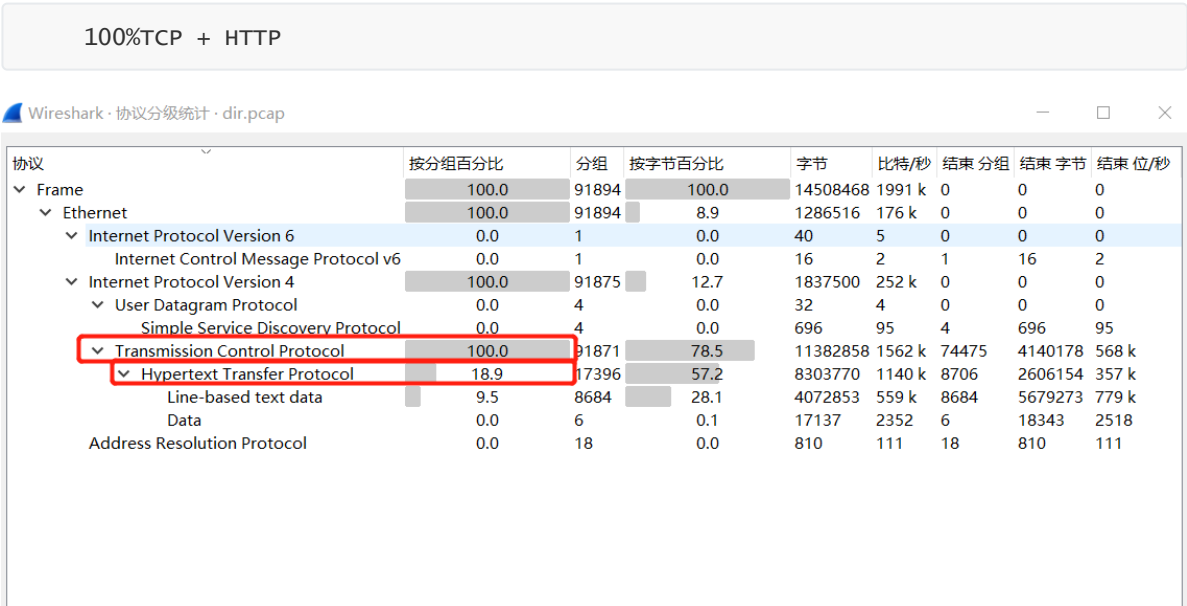 100%TCP + HTTP
Wireshark · 协议分级统计 · dir.pcap
协议 按分组百分比 分组 按字节百分比 字节 比特/秒 结束 分组 结束 字节 结束 位/秒
Frame 100.0 91894 100.0 14508468 1991 k 0 0 0
Ethernet 100.0 91894 8.9 1286516 176 k 0 0 0
Internet Protocol Version 6 0.0 1 0.0 40 5 0 0 0
Internet Control Message Protocol v6 0.0 1 0.0 16 2 1 16 2
Internet Protocol Version 4 100.0 91875 12.7 1837500 252 k 0 0 0
User Datagram Protocol 0.0 4 0.0 32 4 0 0 0
Simple Service Discovery Protocol 0.0 4 0.0 696 95 4 696 95
Transmission Control Protocol 100.0 91871 78.5 11382858 1562 k 74475 4140178 568 k
Hypertext Transfer Protocol 18.9 17396 57.2 8303770 1140 k 8706 2606154 357 k
Line-based text data 9.5 8684 28.1 4072853 559 k 8684 5679273 779 k
Data 0.0 6 0.1 17137 2352 6 18343 2518
Address Resolution Protocol 0.0 18 0.0 810 111 18 810 111